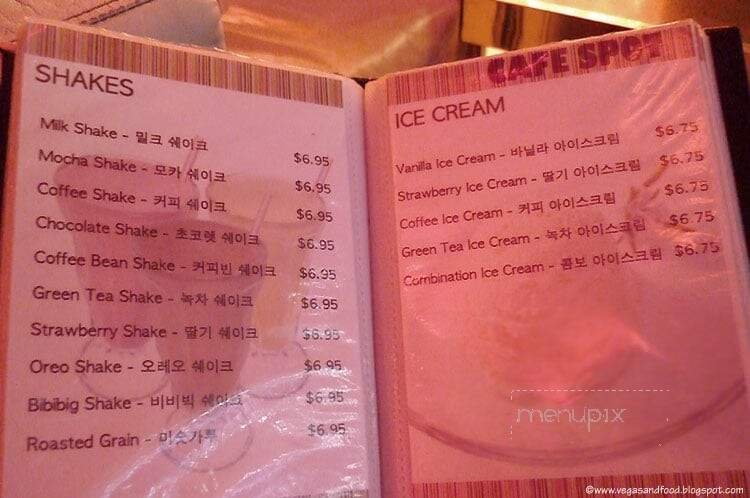 SHAKES
Milk Shake - 밀크 쉐이크 $6.95
Mocha Shake - 모카 쉐이크 $6.95
Coffee Shake - 커피 쉐이크 $6.95
Chocolate Shake - 초코렛 쉐이크 $6.95
Coffee Bean Shake - 커피빈 쉐이크 $6.95
Green Tea Shake - 녹차 쉐이크 $6.95
Strawberry Shake - 딸기 쉐이크 $6.95
Oreo Shake - 오레오 쉐이크 $6.95
Bibibig Shake - 비비빅 쉐이크 $6.95
Roasted Grain - 미숫가루 $6.95
CAFE SPOT
ICE CREAM
Vanilla Ice Cream - 바닐라 아이스크림 $6.75
Strawberry Ice Cream - 딸기 아이스크림 $6.75
Coffee Ice Cream - 커피 아이스크림 $6.75
Green Tea Ice Cream - 녹차 아이스크림 $6.75
Combination Ice Cream - 콤보 아이스크림 $6.75
menupix
©www.vegasandfood.blogspot.com